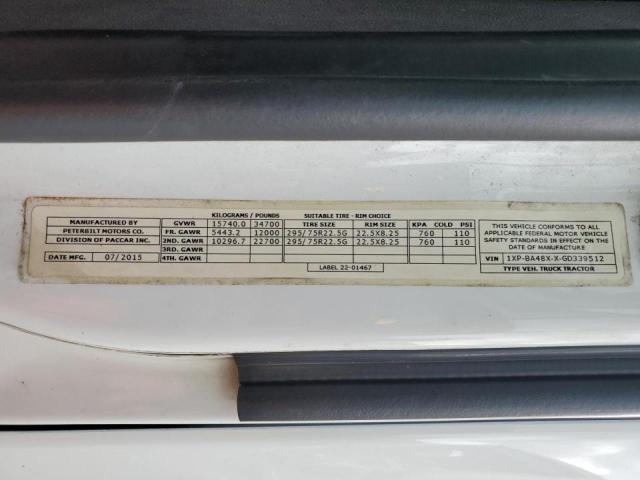 KILOGRAMS / POUNDS SUITABLE TIRE - RIM CHOICE
MANUFACTURED BY GVWR 15740.0 34700 TIRE SIZE RIM SIZE KPA COLD PSI
PETERBILT MOTORS CO. FR. GAWR 5443.2 12000 295/75R22.5G 22.5X8.25 760 110
DIVISION OF PACCAR INC. 2ND. GAWR 10296.7 22700 295/75R22.5G 22.5X8.25 760 110
3RD. GAWR
DATE MFG. 07/2015 4TH. GAWR
LABEL 22-01467
THIS VEHICLE CONFORMS TO ALL
APPLICABLE FEDERAL MOTOR VEHICLE
SAFETY STANDARDS IN EFFECT ON THE
DATE OF MANUFACTURE
VIN 1XP-BA48X-X-GD339512
TYPE VEH. TRUCK TRACTOR